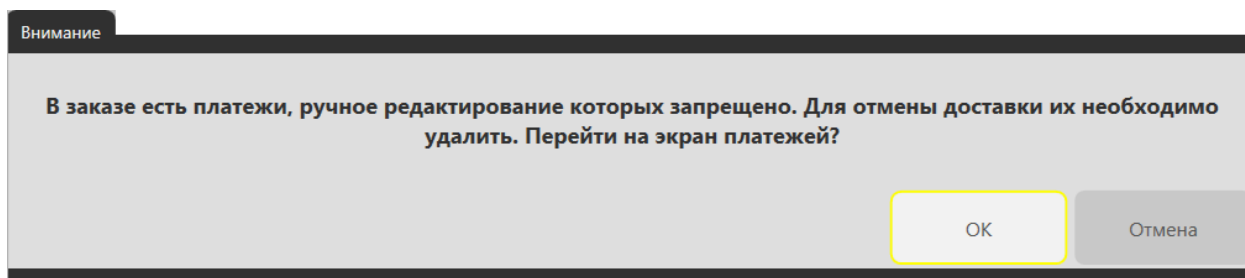 Внимание
В заказе есть платежи, ручное редактирование которых запрещено. Для отмены доставки их необходимо
удалить. Перейти на экран платежей?
ОК
Отмена